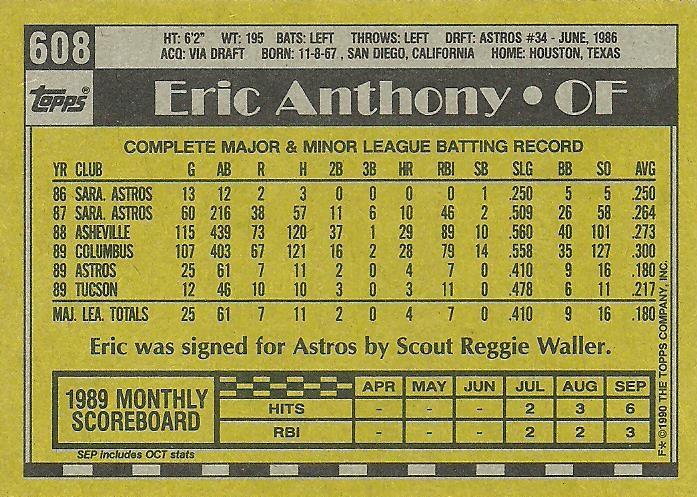 608
HT: 6'2" WT: 195 BATS: LEFT THROWS: LEFT DRFT: ASTROS #34 - JUNE, 1986
ACQ: VIA DRAFT BORN: 11-8-67, SAN DIEGO, CALIFORNIA HOME: HOUSTON, TEXAS
Topps®
Eric Anthony • OF
COMPLETE MAJOR & MINOR LEAGUE BATTING RECORD
YR CLUB G AB R H 2B 3B HR RBI SB SLG BB SO AVG
86 SARA. ASTROS 13 12 2 3 0 0 0 0 1 .250 5 5 .250
87 SARA. ASTROS 60 216 38 57 11 6 10 46 2 .509 26 58 .264
88 ASHEVILLE 115 439 73 120 37 1 29 89 10 .560 40 101 .273
89 COLUMBUS 107 403 67 121 16 2 28 79 14 .558 35 127 .300
89 ASTROS 25 61 7 11 2 0 4 7 0 .410 9 16 .180
89 TUCSON 12 46 10 10 3 0 3 11 0 .478 6 11 .217
MAJ. LEA. TOTALS 25 61 7 11 2 0 4 7 0 .410 9 16 .180
Eric was signed for Astros by Scout Reggie Waller.
1989 MONTHLY
SCOREBOARD
APR MAY JUN JUL AUG SEP
HITS - - - 2 3 6
RBI - - - 2 2 3
SEP includes OCT stats
F* © 1990 THE TOPPS COMPANY, INC.